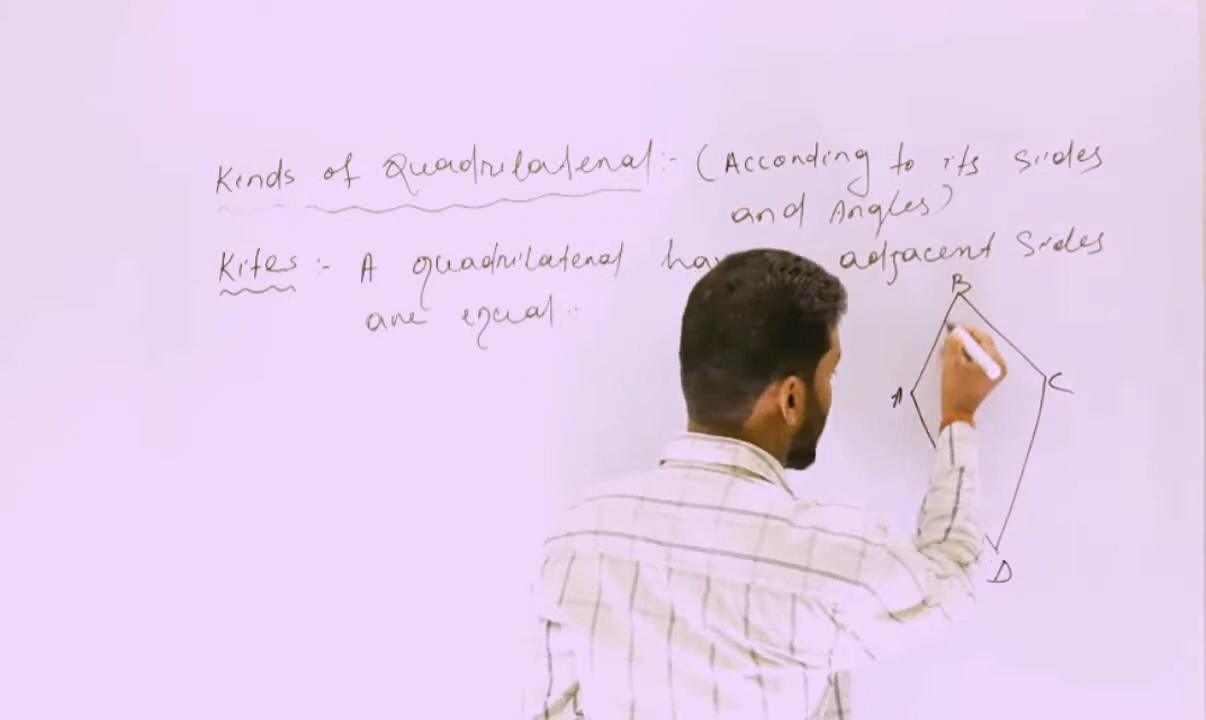 Kinds of Quadrilateral :- (According to its Sides
and Angles)
Kites :- A quadrilateral adjacent Sides
are equal.
B
A
C
D